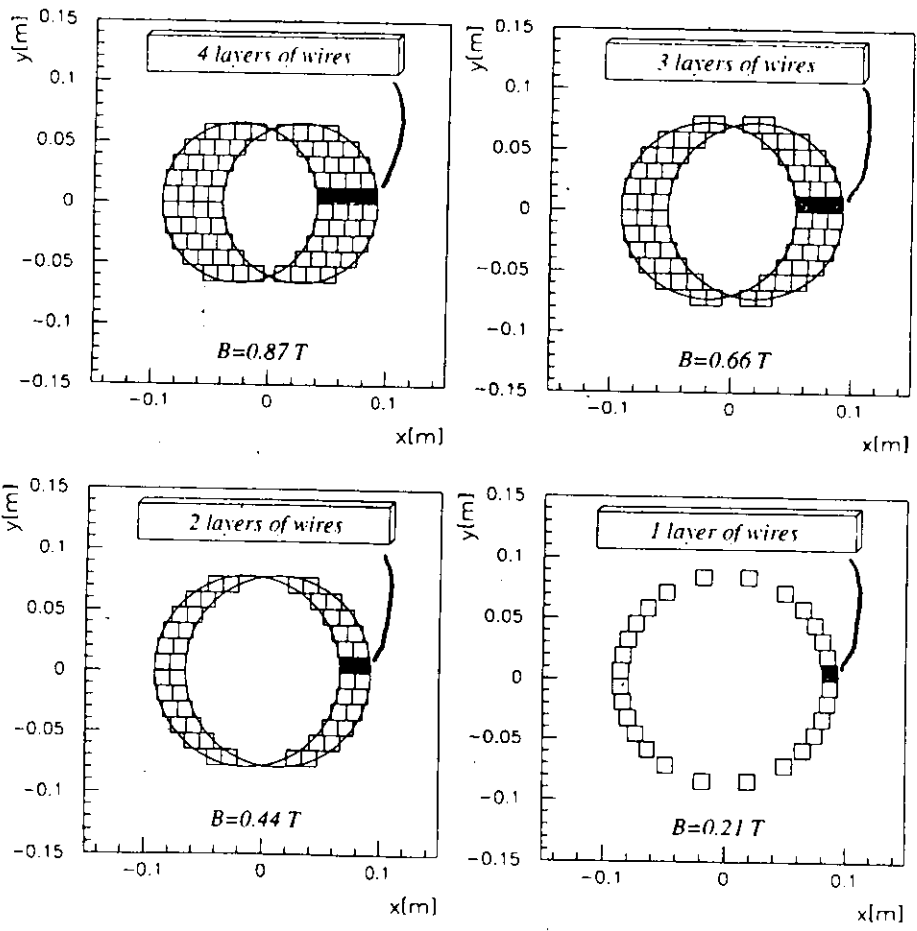 y[m]
0.15
0.1
0.05
0
−0.05
−0.1
−0.15
4 layers of wires
B=0.87 T
−0.1
0
0.1
x[m]
y[m]
0.15
0.1
0.05
0
−0.05
−0.1
−0.15
3 layers of wires
B=0.66 T
−0.1
0
0.1
x[m]
y[m]
0.15
0.1
0.05
0
−0.05
−0.1
−0.15
2 layers of wires
B=0.44 T
−0.1
0
0.1
x[m]
y[m]
0.15
0.1
0.05
0
−0.05
−0.1
−0.15
1 layer of wires
B=0.21 T
−0.1
0
0.1
x[m]